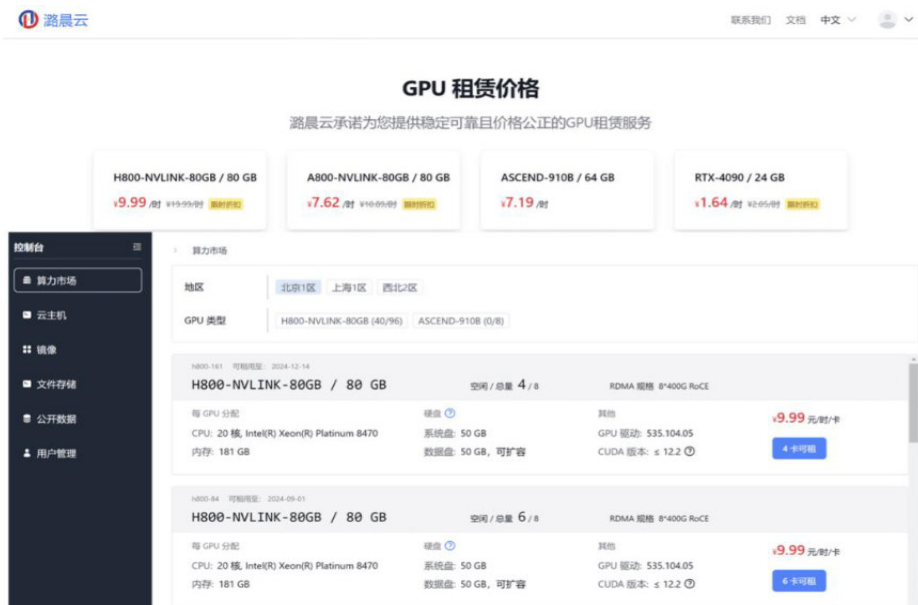 潞晨云
联系我们 文档 中文
GPU 租赁价格
潞晨云承诺为您提供稳定可靠且价格公正的GPU租赁服务
H800-NVLINK-80GB / 80 GB
¥9.99 /时 ¥19.99/时 限时折扣
A800-NVLINK-80GB / 80 GB
¥7.62 /时 ¥10.89/时 限时折扣
ASCEND-910B / 64 GB
¥7.19 /时
RTX-4090 / 24 GB
¥1.64 /时 ¥2.05/时 限时折扣
控制台
算力市场
云主机
镜像
文件存储
公开数据
用户管理
> 算力市场
地区 北京1区 上海1区 西北2区
GPU 类型 H800-NVLINK-80GB (40/96) ASCEND-910B (0/8)
h800-161 可租用至: 2024-12-14
H800-NVLINK-80GB / 80 GB 空闲 / 总量 4 / 8 RDMA 规格 8*400G RoCE
每 GPU 分配 硬盘 ? 其他
CPU: 20 核, Intel(R) Xeon(R) Platinum 8470 系统盘: 50 GB GPU 驱动: 535.104.05
内存: 181 GB 数据盘: 50 GB, 可扩容 CUDA 版本: ≤ 12.2 ?
¥9.99 元/时/卡
4 卡可租
h800-84 可租用至: 2024-09-01
H800-NVLINK-80GB / 80 GB 空闲 / 总量 6 / 8 RDMA 规格 8*400G RoCE
每 GPU 分配 硬盘 ? 其他
CPU: 20 核, Intel(R) Xeon(R) Platinum 8470 系统盘: 50 GB GPU 驱动: 535.104.05
内存: 181 GB 数据盘: 50 GB, 可扩容 CUDA 版本: ≤ 12.2 ?
¥9.99 元/时/卡
6 卡可租